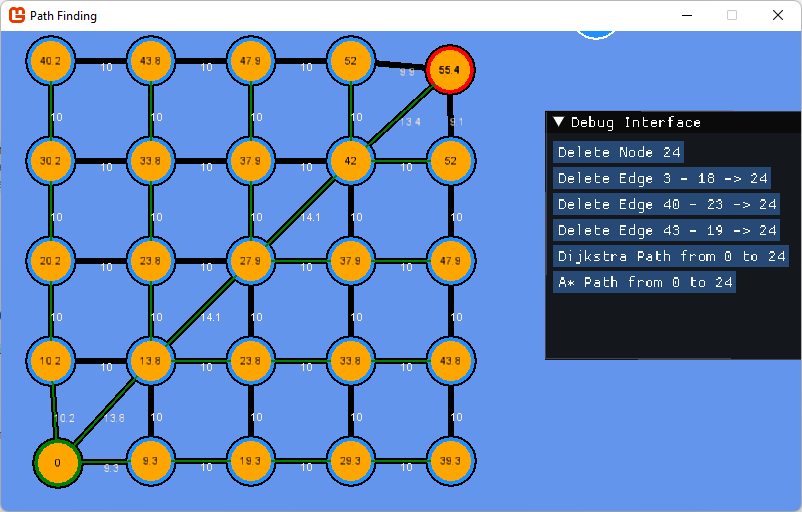 Path Finding
40.2 10 43.8 10 47.9 10 52 9.9 55.4
10 10 10 10 13.4 9.1
30.2 10 33.8 10 37.9 10 42 10 52
10 10 10 14.1 10 10
20.2 10 23.8 10 27.9 10 37.9 10 47.9
10 10 14.1 10 10 10
10.2 10 13.8 10 23.8 10 33.8 10 43.8
10.2 13.8 10 10 10 10
0 9.3 9.3 10 19.3 10 29.3 10 39.3
Debug Interface
Delete Node 24
Delete Edge 3 - 18 -> 24
Delete Edge 40 - 23 -> 24
Delete Edge 43 - 19 -> 24
Dijkstra Path from 0 to 24
A* Path from 0 to 24